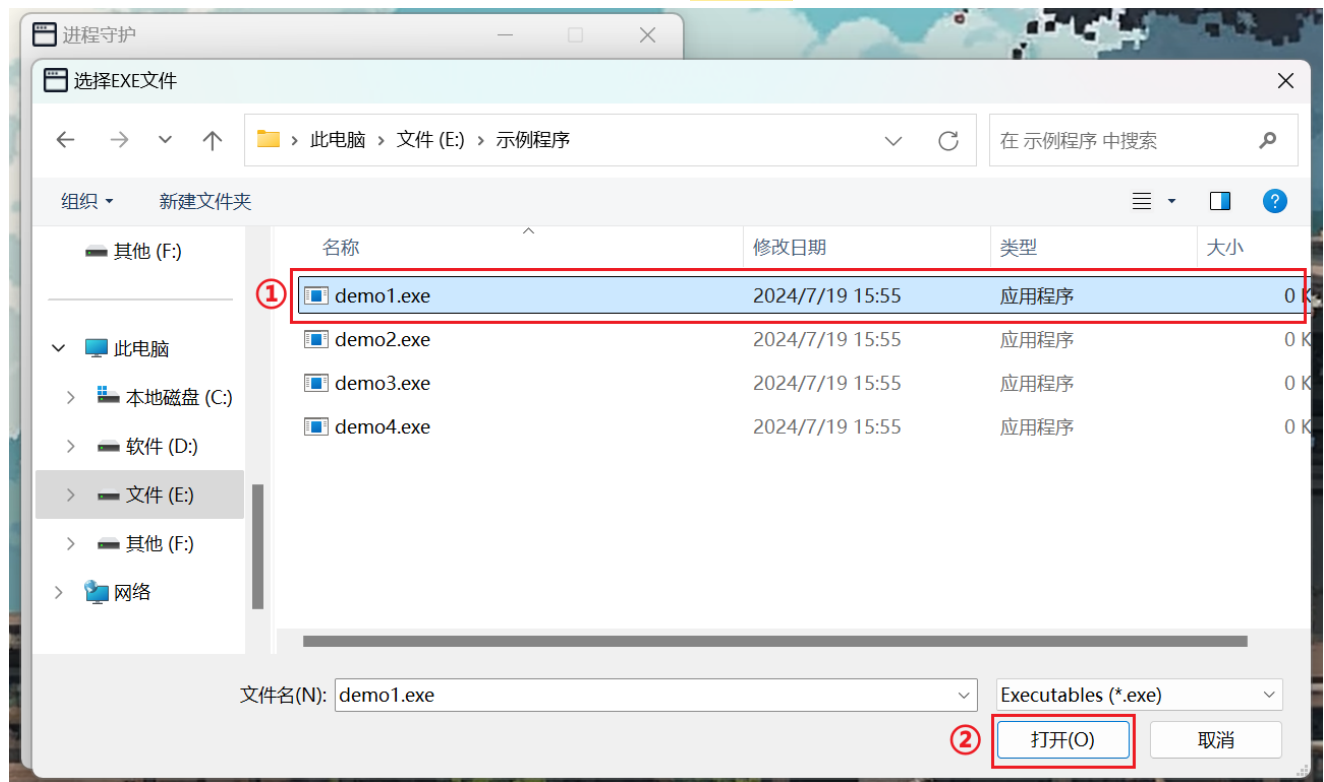 进程守护
选择EXE文件
此电脑 › 文件 (E:) › 示例程序
在 示例程序 中搜索
组织 新建文件夹
?
其他 (F:)
名称 修改日期 类型 大小
① demo1.exe 2024/7/19 15:55 应用程序 0 K
demo2.exe 2024/7/19 15:55 应用程序 0 K
demo3.exe 2024/7/19 15:55 应用程序 0 K
demo4.exe 2024/7/19 15:55 应用程序 0 K
此电脑
本地磁盘 (C:)
软件 (D:)
文件 (E:)
其他 (F:)
网络
文件名(N): demo1.exe Executables (*.exe)
② 打开(O) 取消